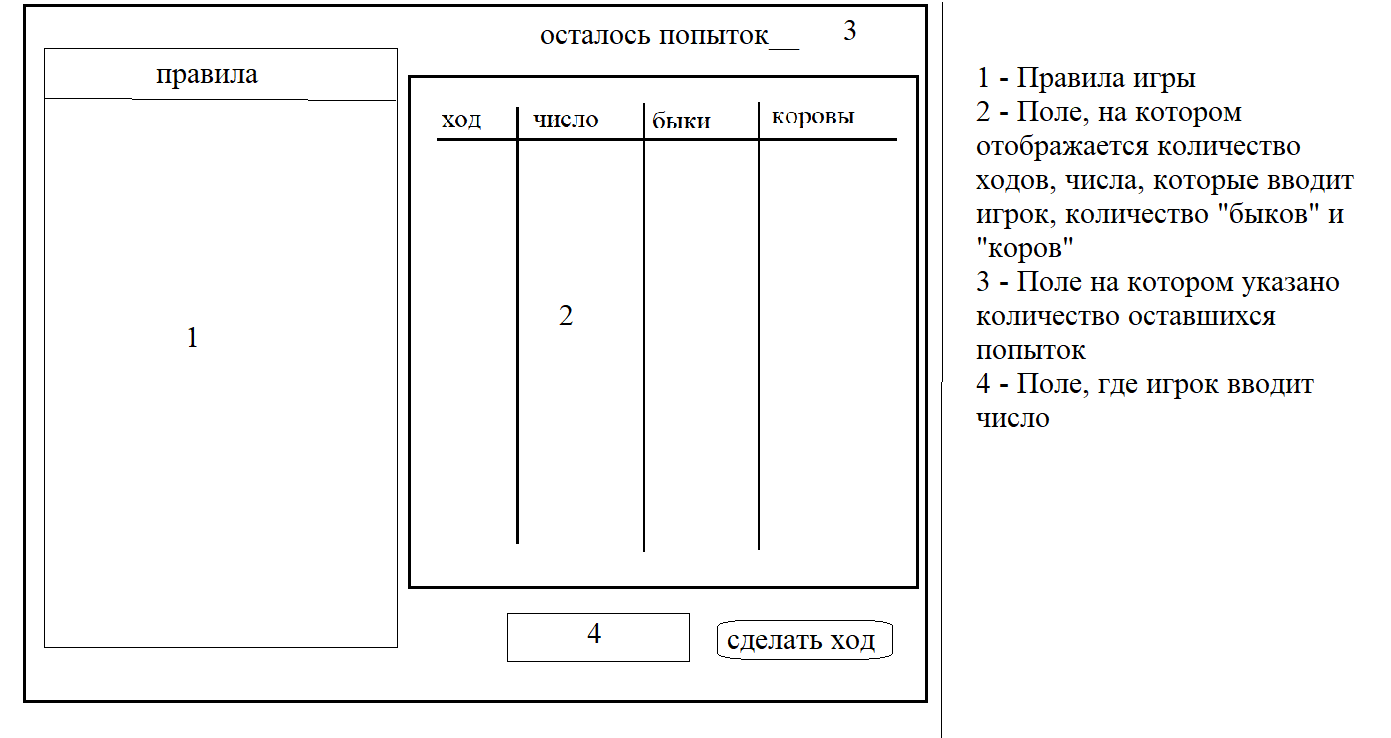 осталось попыток__ 3
правила
1
ход число быки коровы
2
4
сделать ход
1 - Правила игры
2 - Поле, на котором
отображается количество
ходов, числа, которые вводит
игрок, количество "быков" и
"коров"
3 - Поле на котором указано
количество оставшихся
попыток
4 - Поле, где игрок вводит
число